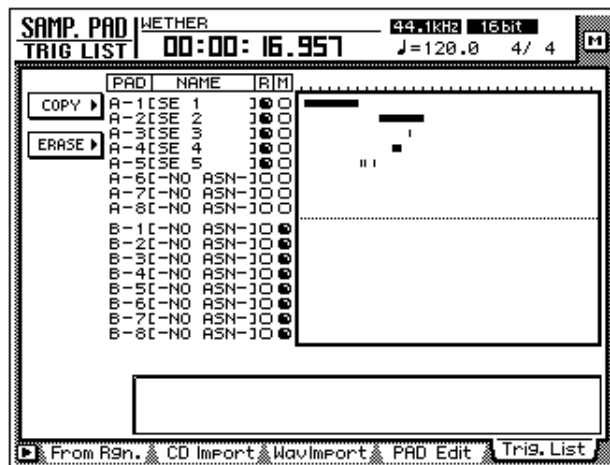 SAMP. PAD
TRIG LIST
WETHER
00:00: 16.957
44.1kHz 16bit
♩=120.0 4/ 4
M
PAD NAME R M
COPY
ERASE
A-1[SE 1 ]
A-2[SE 2 ]
A-3[SE 3 ]
A-4[SE 4 ]
A-5[SE 5 ]
A-6[-NO ASN-]
A-7[-NO ASN-]
A-8[-NO ASN-]
B-1[-NO ASN-]
B-2[-NO ASN-]
B-3[-NO ASN-]
B-4[-NO ASN-]
B-5[-NO ASN-]
B-6[-NO ASN-]
B-7[-NO ASN-]
B-8[-NO ASN-]
From Rgn. CD Import WavImport PAD Edit Trig. List